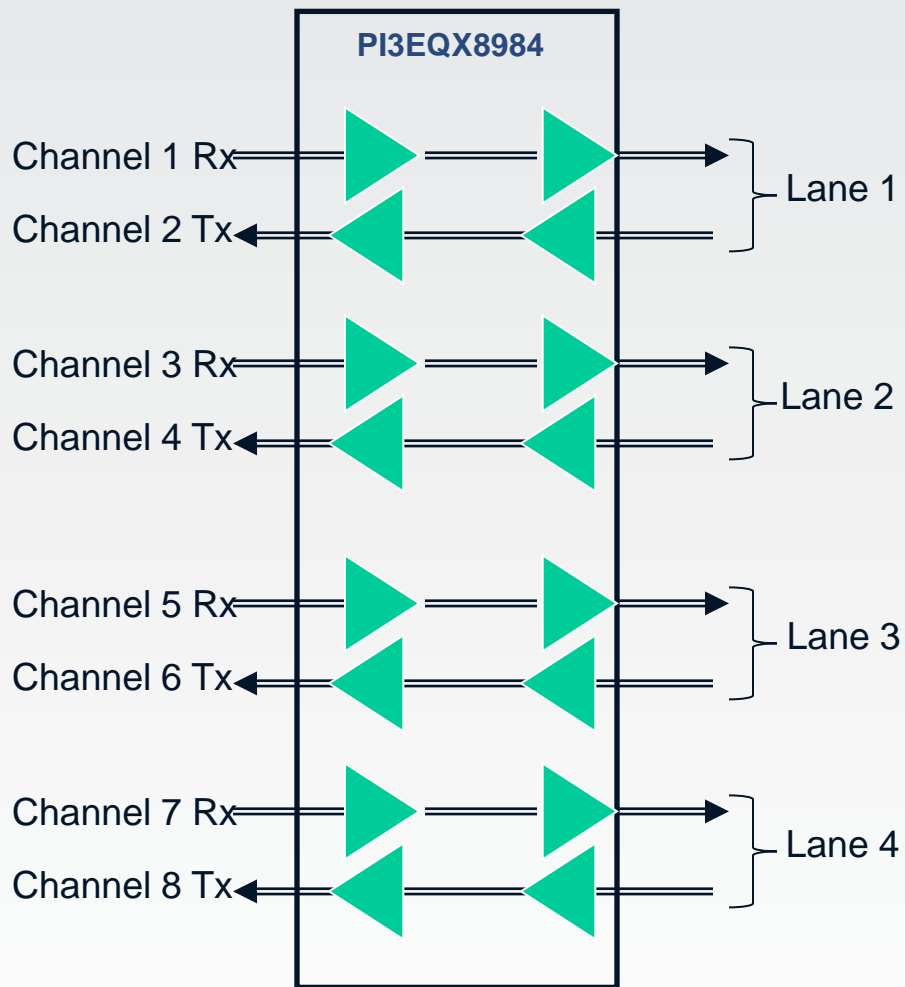 PI3EQX8984
Channel 1 Rx
Channel 2 Tx
Lane 1
Channel 3 Rx
Channel 4 Tx
Lane 2
Channel 5 Rx
Channel 6 Tx
Lane 3
Channel 7 Rx
Channel 8 Tx
Lane 4